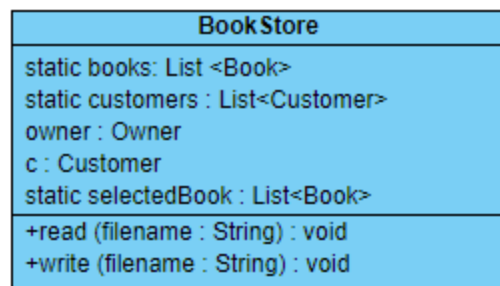 BookStore
static books: List <Book>
static customers : List<Customer>
owner : Owner
c : Customer
static selectedBook : List<Book>
+read (filename : String) : void
+write (filename : String) : void